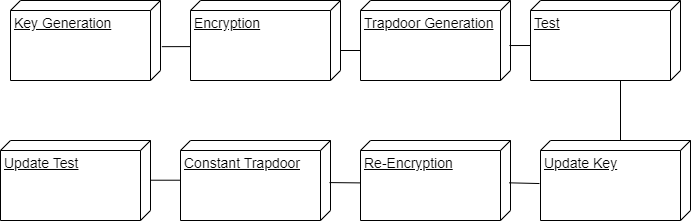 Key Generation
Encryption
Trapdoor Generation
Test
Update Test
Constant Trapdoor
Re-Encryption
Update Key